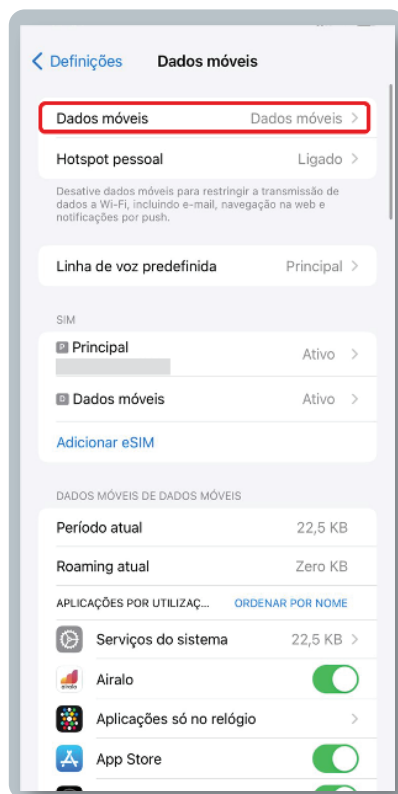 Definições Dados móveis
Dados móveis Dados móveis
Hotspot pessoal Ligado
Desative dados móveis para restringir a transmissão de
dados a Wi-Fi, incluindo e-mail, navegação na web e
notificações por push.
Linha de voz predefinida Principal
SIM
P Principal Ativo
D Dados móveis Ativo
Adicionar eSIM
DADOS MÓVEIS DE DADOS MÓVEIS
Período atual 22,5 KB
Roaming atual Zero KB
APLICAÇÕES POR UTILIZAÇ... ORDENAR POR NOME
Serviços do sistema 22,5 KB
airalo Airalo
Aplicações só no relógio
App Store